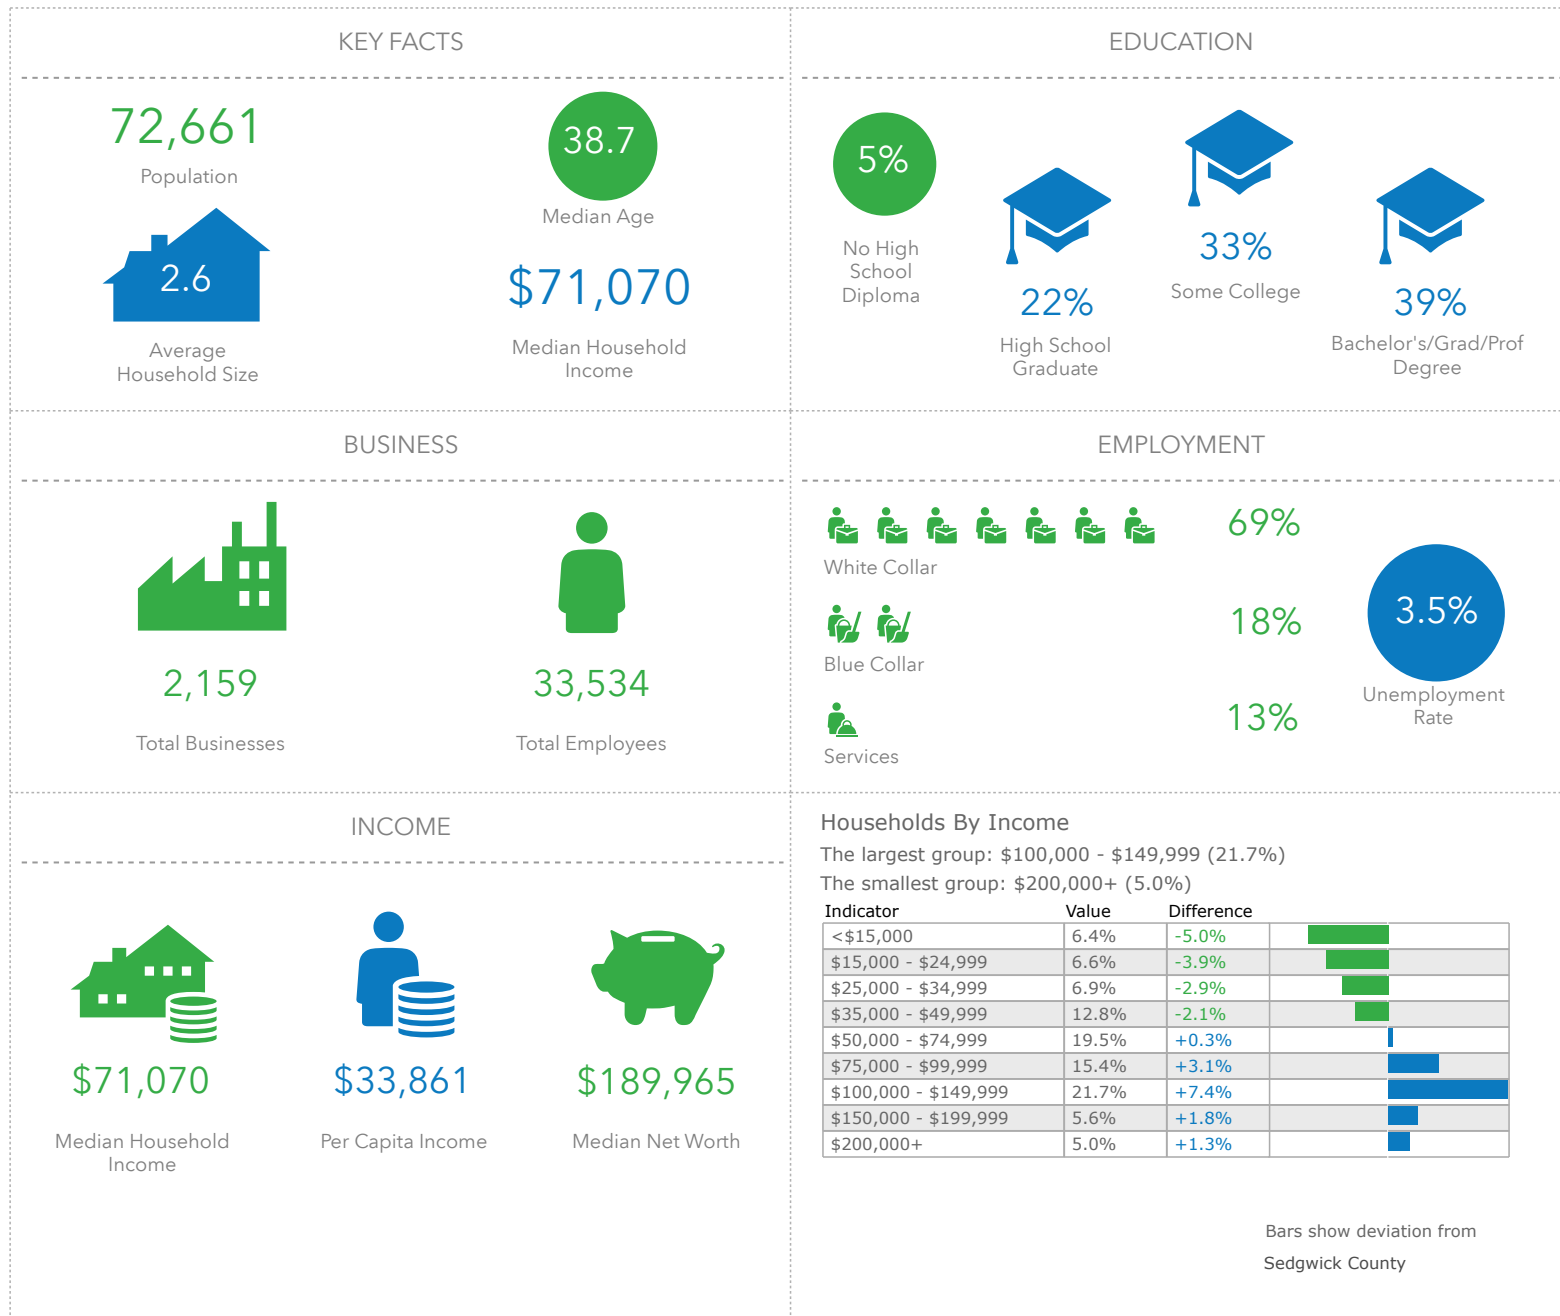 KEY FACTS
72,661
Population
38.7
Median Age
2.6
Average
Household Size
$71,070
Median Household
Income
EDUCATION
5%
No High
School
Diploma
22%
High School
Graduate
33%
Some College
39%
Bachelor's/Grad/Prof
Degree
BUSINESS
2,159
Total Businesses
33,534
Total Employees
EMPLOYMENT
69%
White Collar
18%
Blue Collar
13%
Services
3.5%
Unemployment
Rate
INCOME
$71,070
Median Household
Income
$33,861
Per Capita Income
$189,965
Median Net Worth
Households By Income
The largest group: $100,000 - $149,999 (21.7%)
The smallest group: $200,000+ (5.0%)
Indicator Value Difference
<$15,000 6.4% -5.0%
$15,000 - $24,999 6.6% -3.9%
$25,000 - $34,999 6.9% -2.9%
$35,000 - $49,999 12.8% -2.1%
$50,000 - $74,999 19.5% +0.3%
$75,000 - $99,999 15.4% +3.1%
$100,000 - $149,999 21.7% +7.4%
$150,000 - $199,999 5.6% +1.8%
$200,000+ 5.0% +1.3%
Bars show deviation from
Sedgwick County